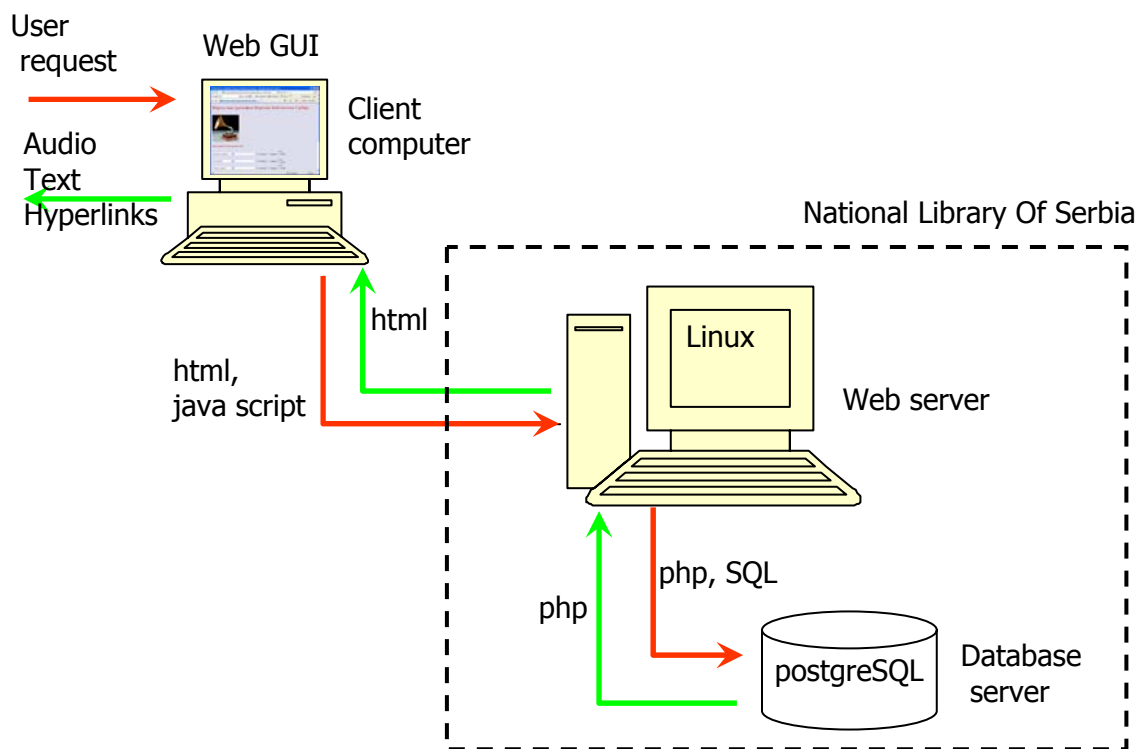 User
request
Web GUI
Client
computer
Audio
Text
Hyperlinks
National Library Of Serbia
html
html,
java script
Linux
Web server
php, SQL
php
postgreSQL
Database
server